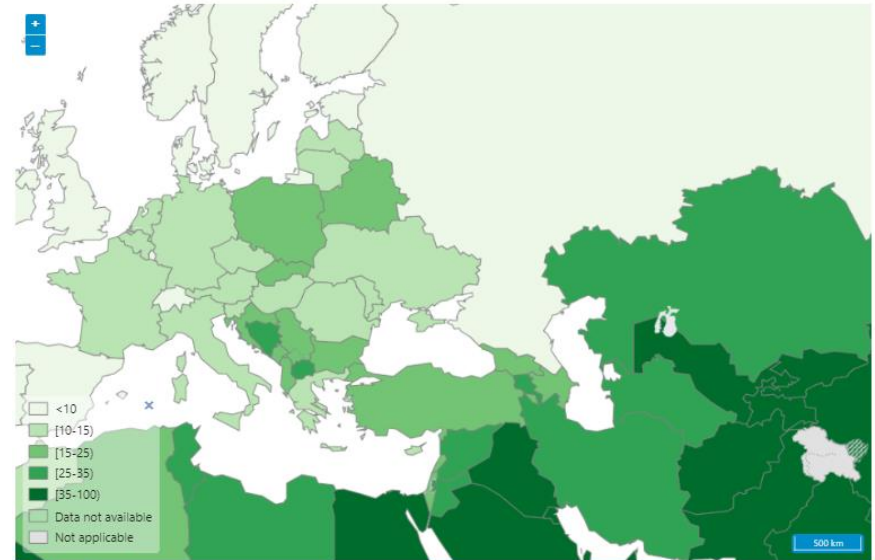 +
−
<10
[10-15)
[15-25)
[25-35)
[35-100)
Data not available
Not applicable
500 km